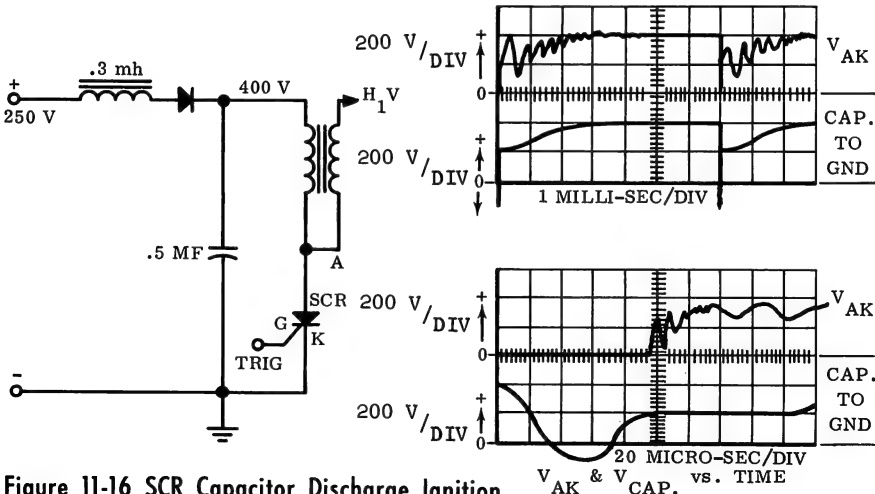 .3 mh
+
250 V
400 V
H1V
.5 MF
A
SCR
G
K
TRIG
-
200 V/DIV
+
0
VAK
200 V/DIV
+
0
CAP.
TO
GND
1 MILLI-SEC/DIV
200 V/DIV
+
0
VAK
200 V/DIV
+
0
CAP.
TO
GND
20 MICRO-SEC/DIV
VAK & VCAP. vs. TIME
Figure 11-16 SCR Capacitor Discharge Ignition